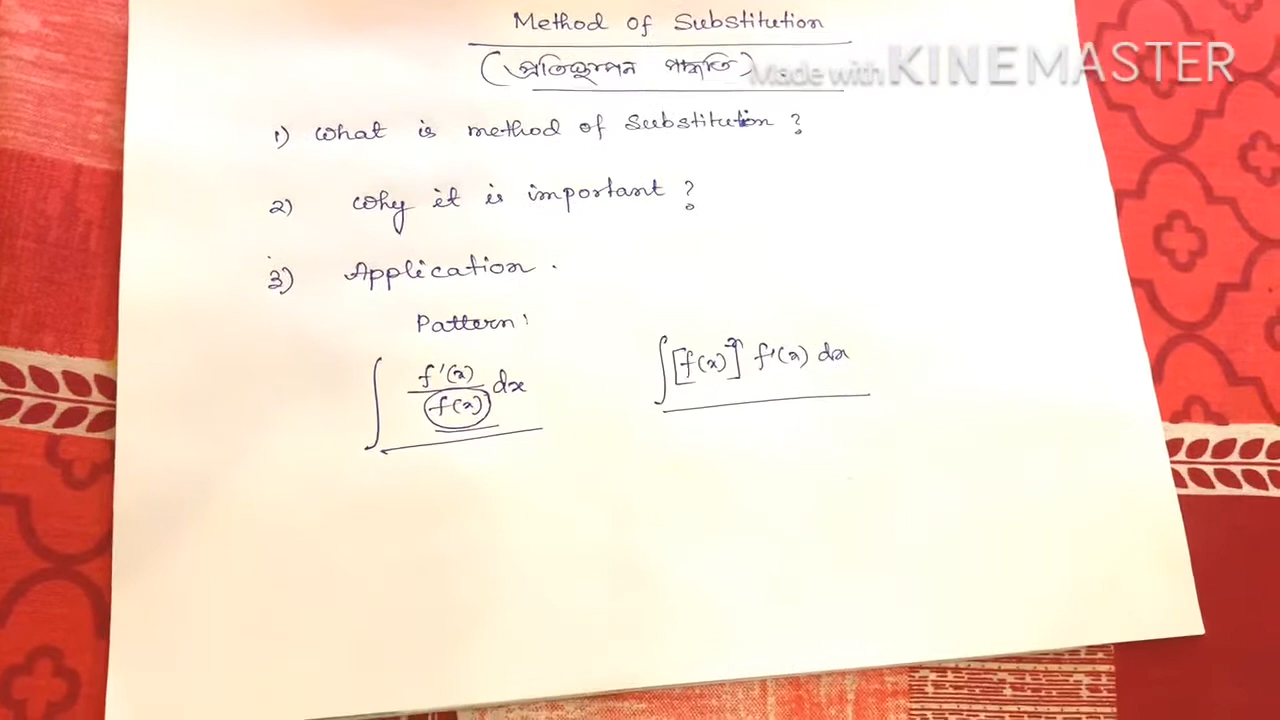 Method of Substitution
(প্রতিস্থাপন পদ্ধতি)
Made with KINEMASTER
1) What is method of Substitution ?
2) Why it is important ?
3) Application .
Pattern :
∫ f'(x)/f(x) dx
∫ [f(x)]ⁿ f'(x) dx